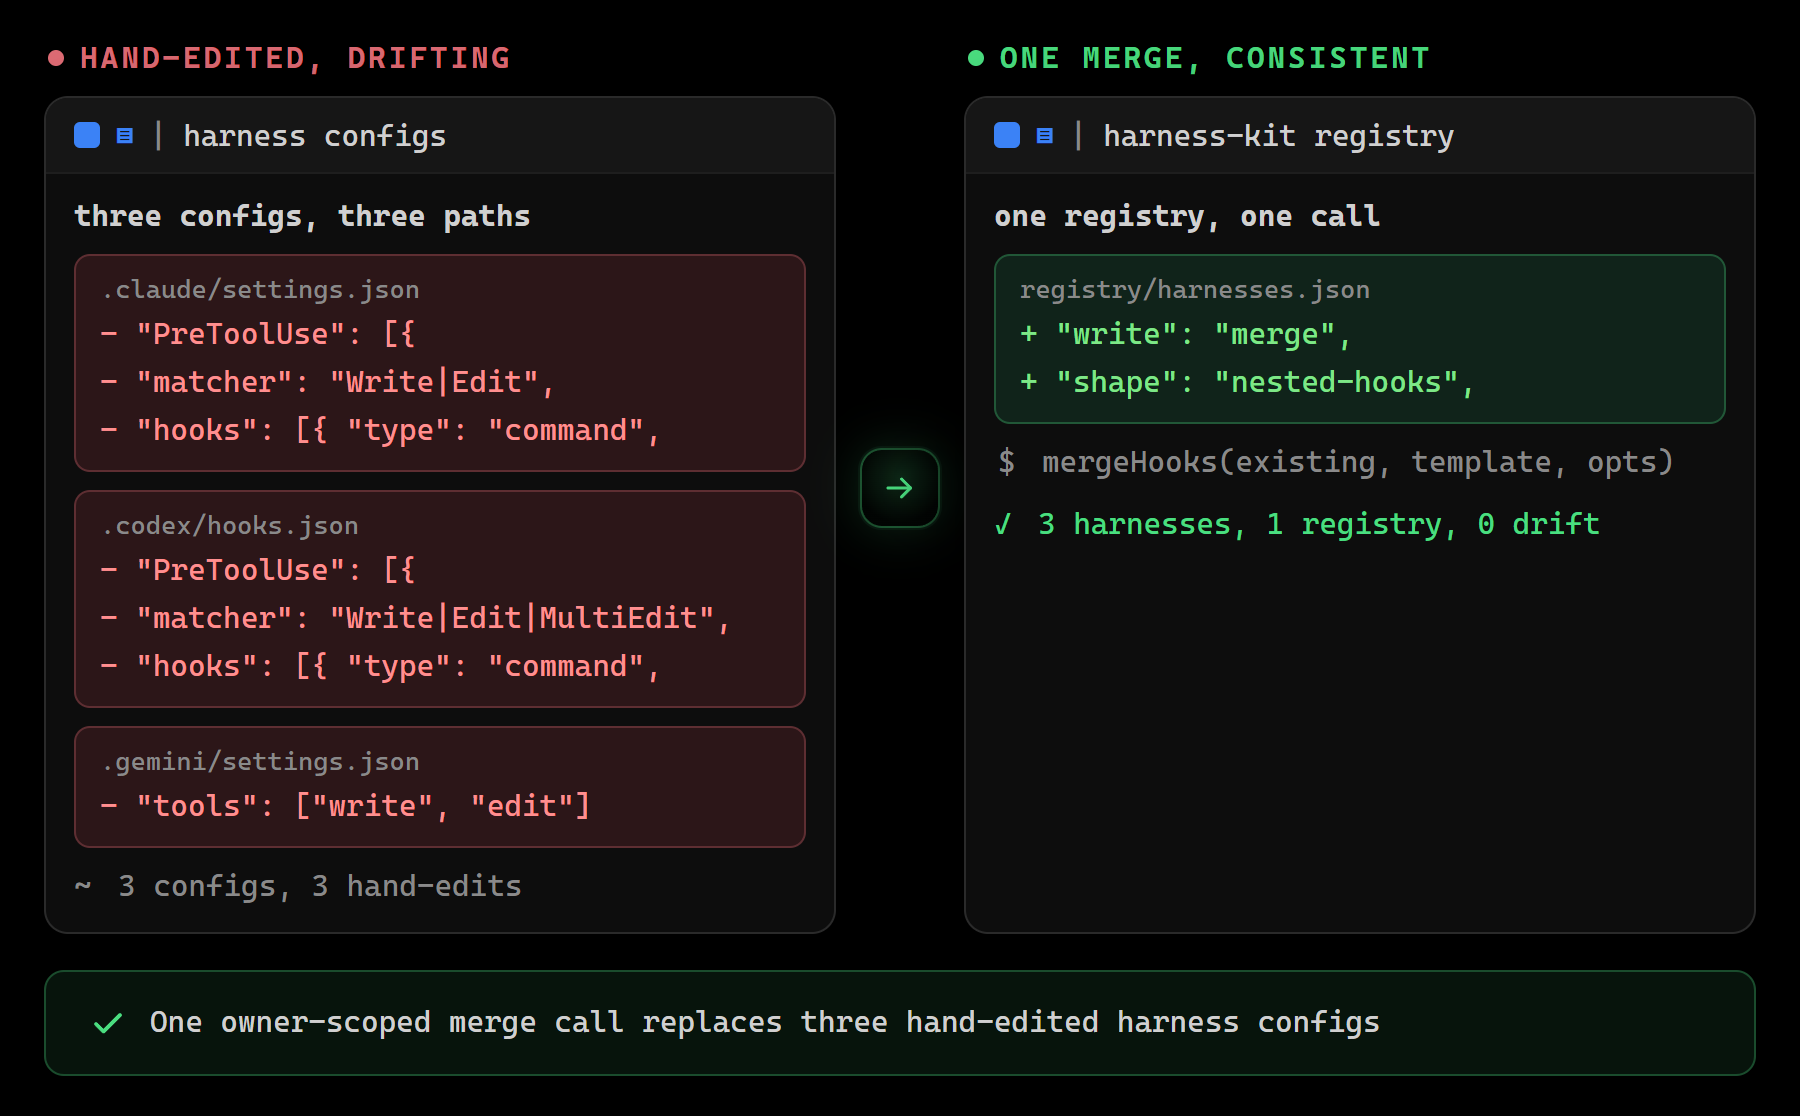 HAND-EDITED, DRIFTING
| harness configs
three configs, three paths
.claude/settings.json
− "PreToolUse": [{
− "matcher": "Write|Edit",
− "hooks": [{ "type": "command",
.codex/hooks.json
− "PreToolUse": [{
− "matcher": "Write|Edit|MultiEdit",
− "hooks": [{ "type": "command",
.gemini/settings.json
− "tools": ["write", "edit"]
~ 3 configs, 3 hand-edits
→
ONE MERGE, CONSISTENT
| harness-kit registry
one registry, one call
registry/harnesses.json
+ "write": "merge",
+ "shape": "nested-hooks",
$ mergeHooks(existing, template, opts)
√ 3 harnesses, 1 registry, 0 drift
✓ One owner-scoped merge call replaces three hand-edited harness configs